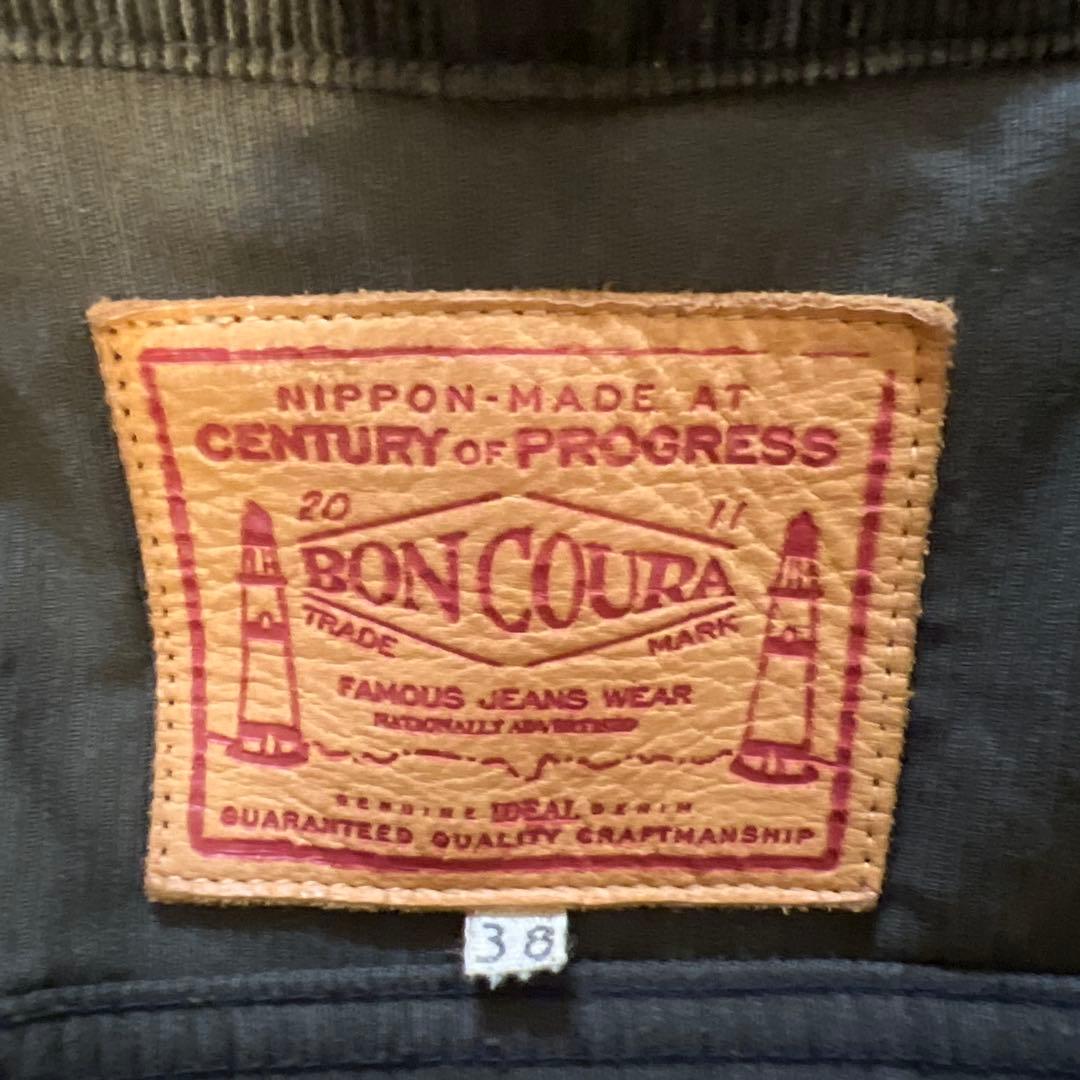 NIPPON-MADE AT
CENTURY OF PROGRESS
20 11
BON COURA
TRADE MARK
FAMOUS JEANS WEAR
NATIONALLY ADVERTISED
GENUINE IDEAL DENIM
GUARANTEED QUALITY CRAFTMANSHIP
38